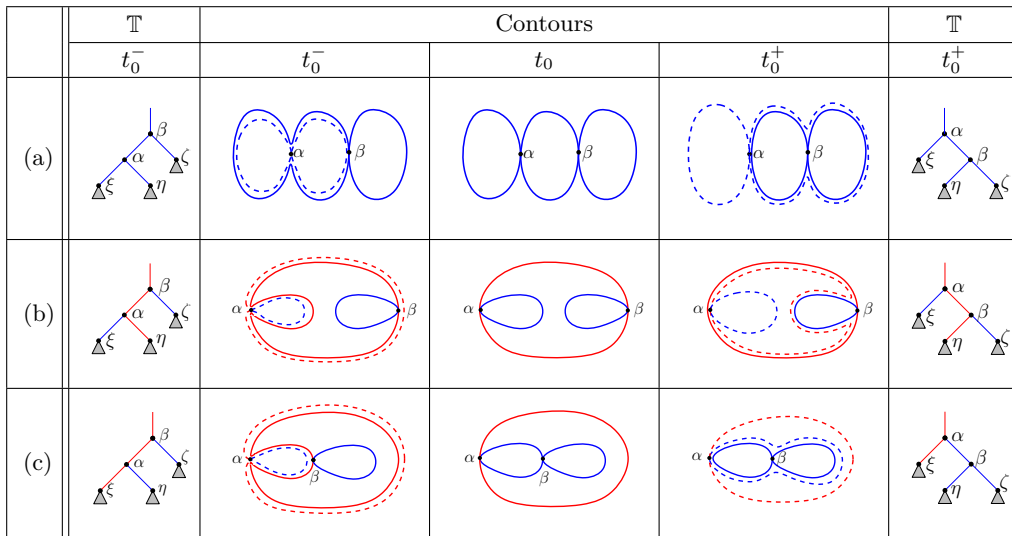 𝕋 Contours 𝕋
t₀⁻ t₀⁻ t₀ t₀⁺ t₀⁺
(a) β α ζ ξ η α β α β α β α ξ β η ζ
(b) β α ζ ξ η α β α β α β α ξ β η ζ
(c) β α ζ ξ η α β α β α β α ξ β η ζ